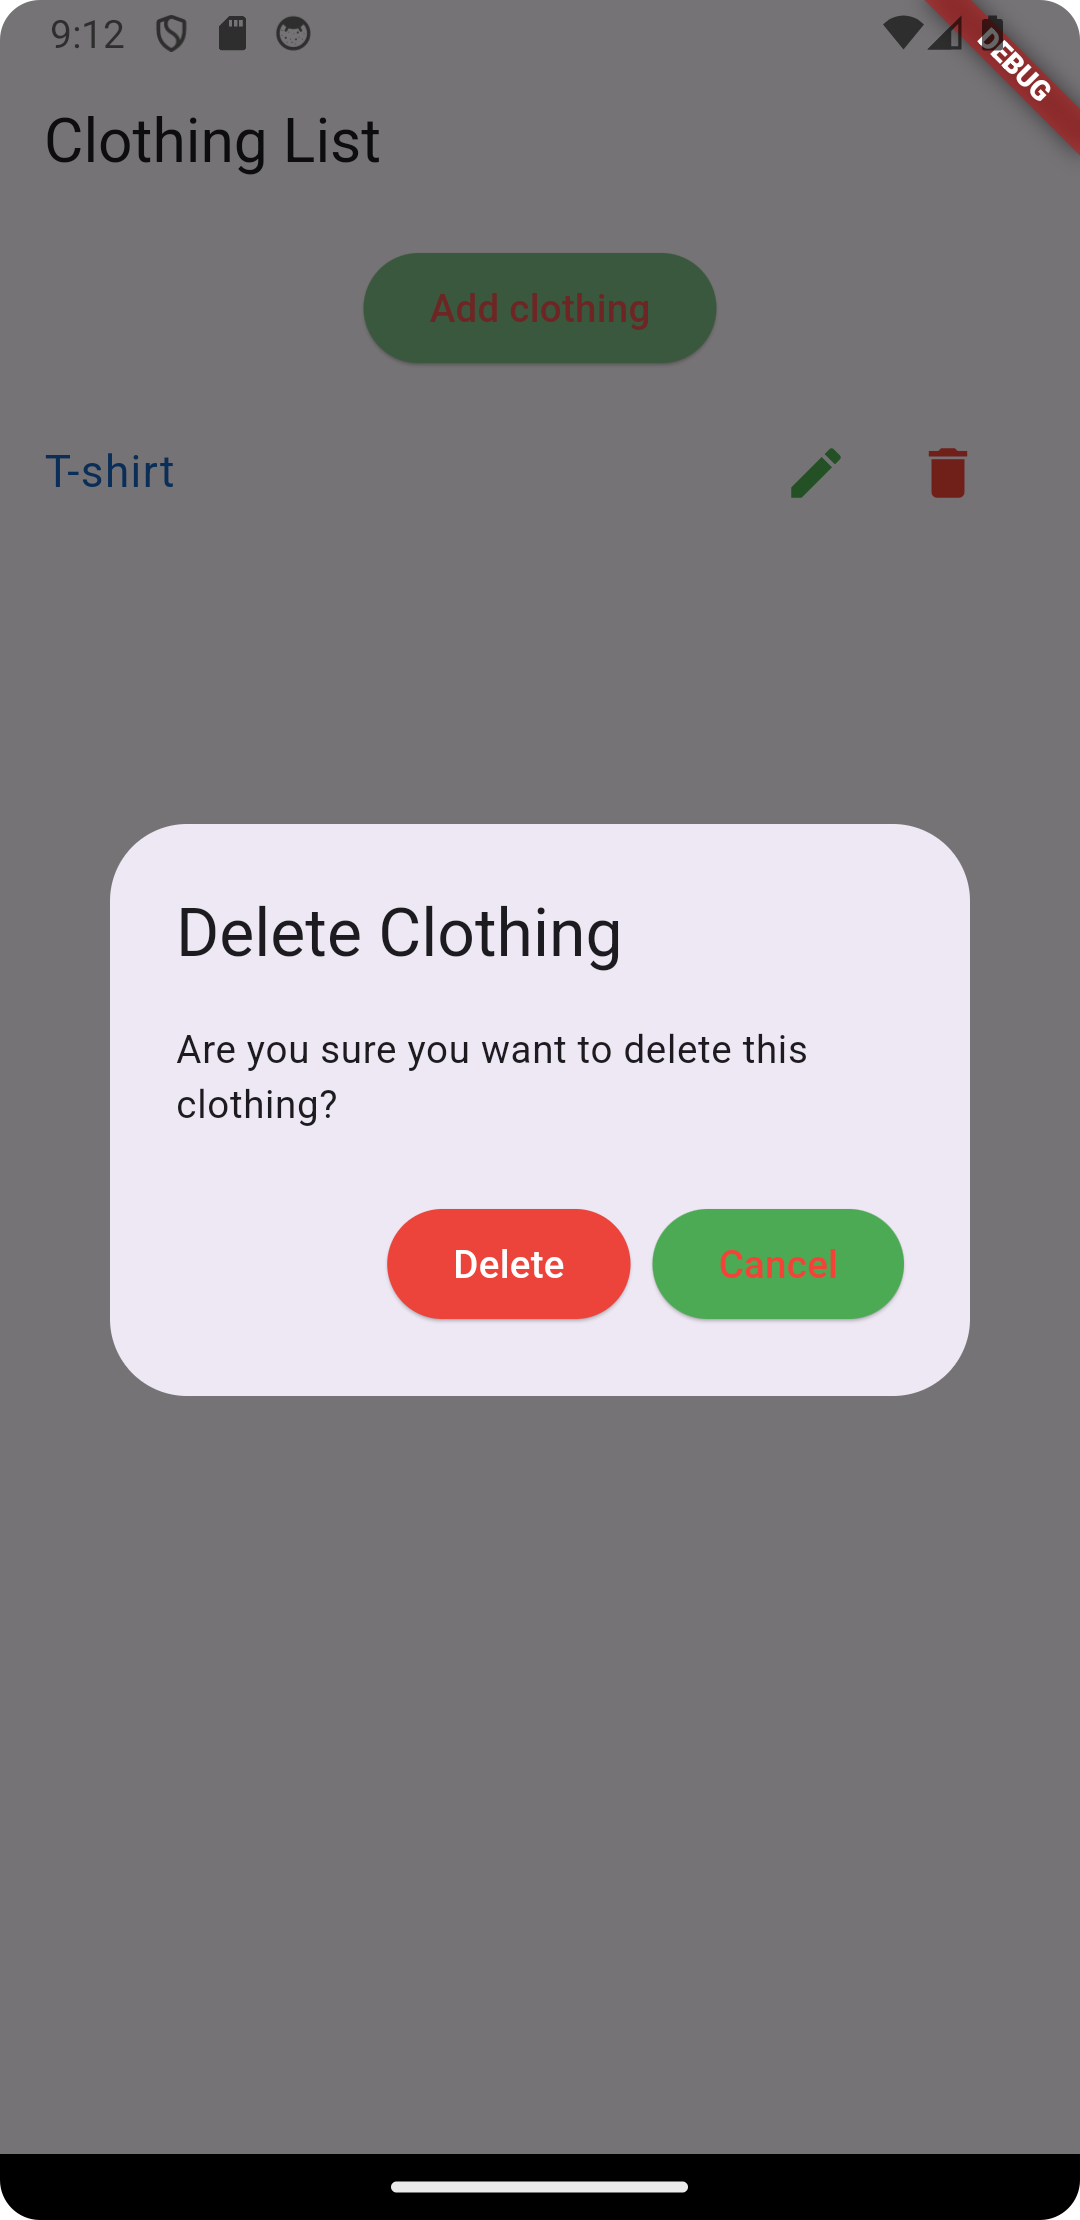 9:12
DEBUG
Clothing List
Add clothing
T-shirt
Delete Clothing
Are you sure you want to delete this
clothing?
Delete
Cancel